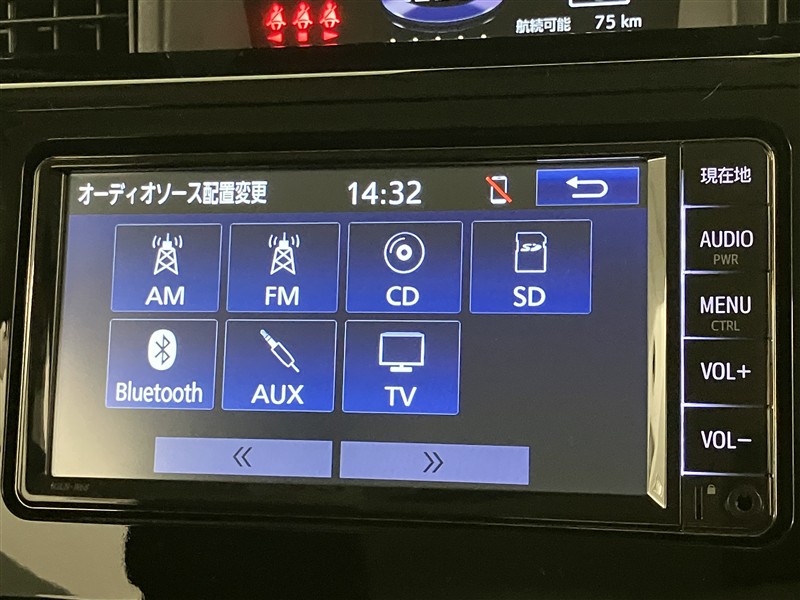 航続可能 75 km
オーディオソース配置変更 14:32
現在地
AUDIO
PWR
MENU
CTRL
VOL+
VOL-
AM FM CD SD
Bluetooth AUX TV